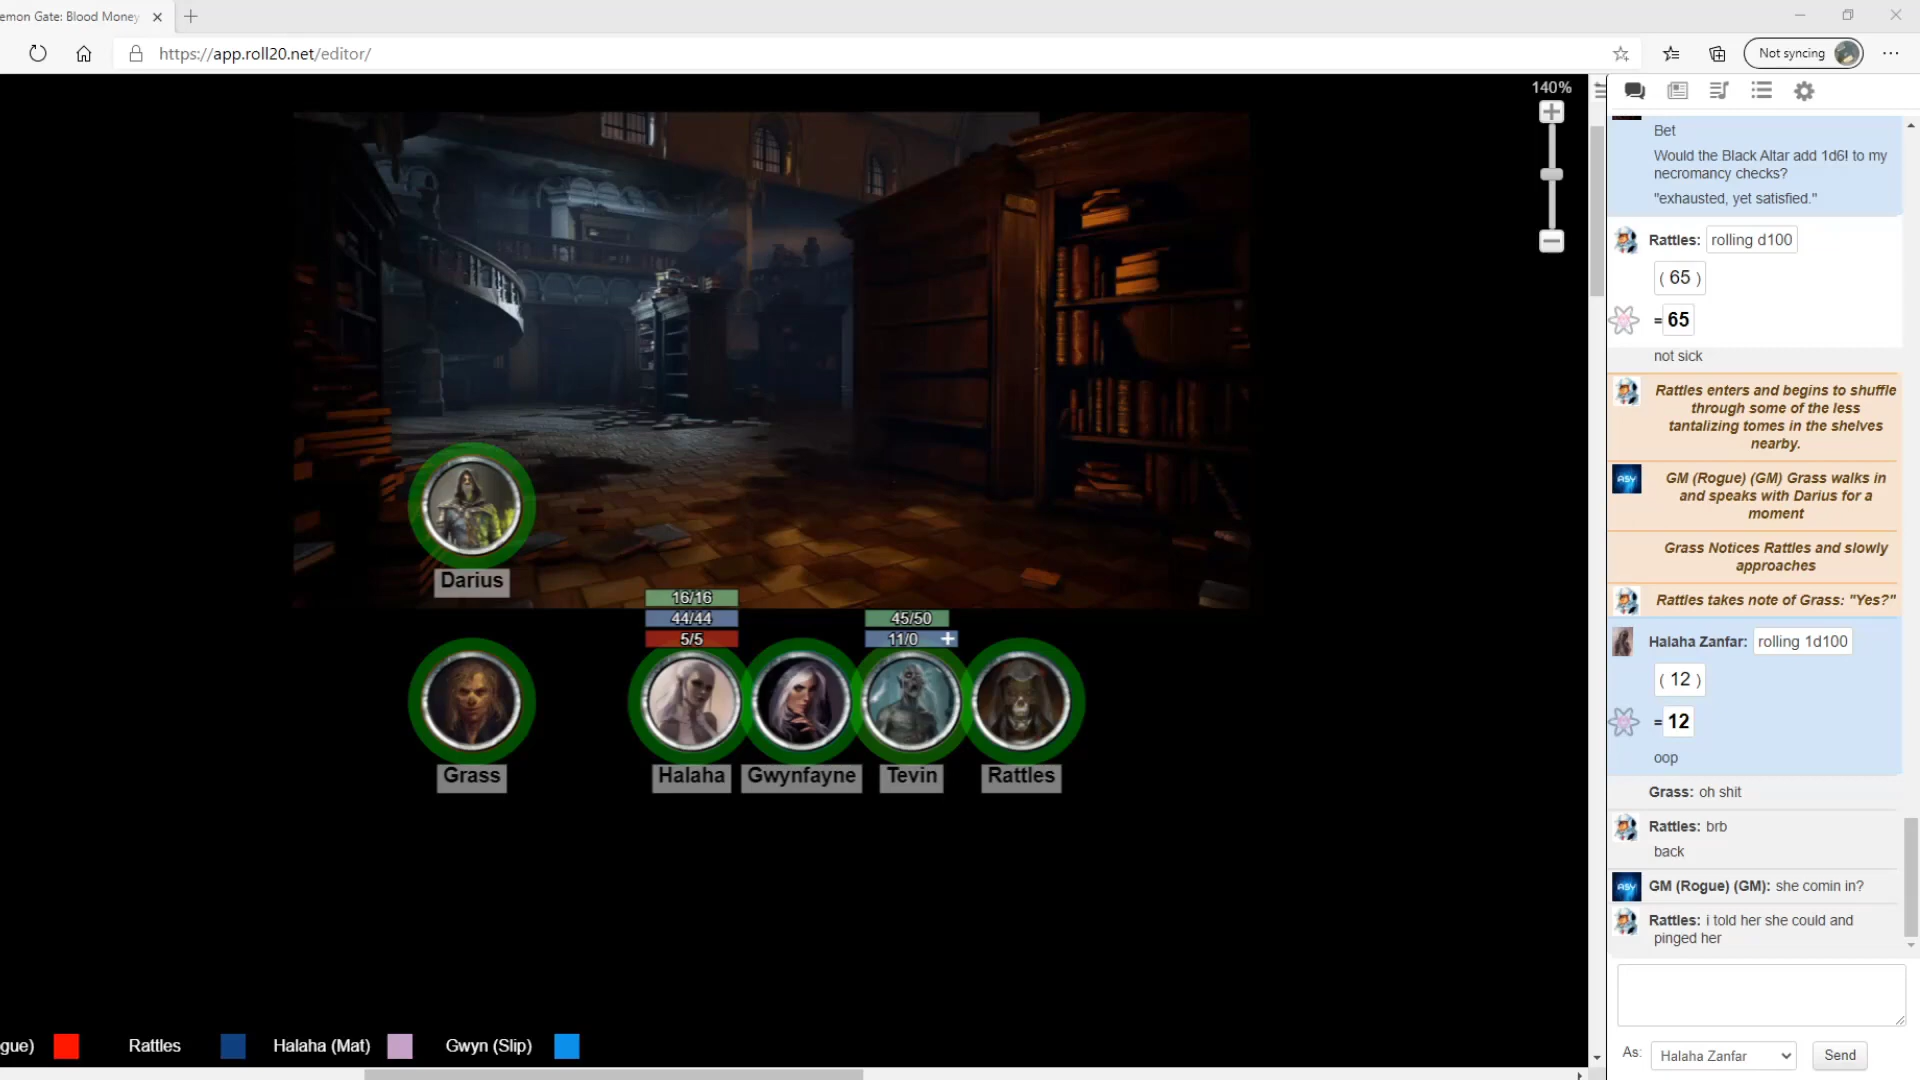 emon Gate: Blood Money
https://app.roll20.net/editor/
Not syncing
140%
Bet
Would the Black Altar add 1d6! to my
necromancy checks?
"exhausted, yet satisfied."
Rattles: rolling d100
( 65 )
=65
not sick
Rattles enters and begins to shuffle
through some of the less
tantalizing tomes in the shelves
nearby.
GM (Rogue) (GM) Grass walks in
and speaks with Darius for a
moment
Grass Notices Rattles and slowly
approaches
Rattles takes note of Grass: "Yes?"
Halaha Zanfar: rolling 1d100
( 12 )
=12
oop
Grass: oh shit
Rattles: brb
back
GM (Rogue) (GM): she comin in?
Rattles: i told her she could and
pinged her
As: Halaha Zanfar Send
Darius
16/16
44/44
5/5
45/50
11/0
Grass
Halaha
Gwynfayne
Tevin
Rattles
gue)
Rattles
Halaha (Mat)
Gwyn (Slip)